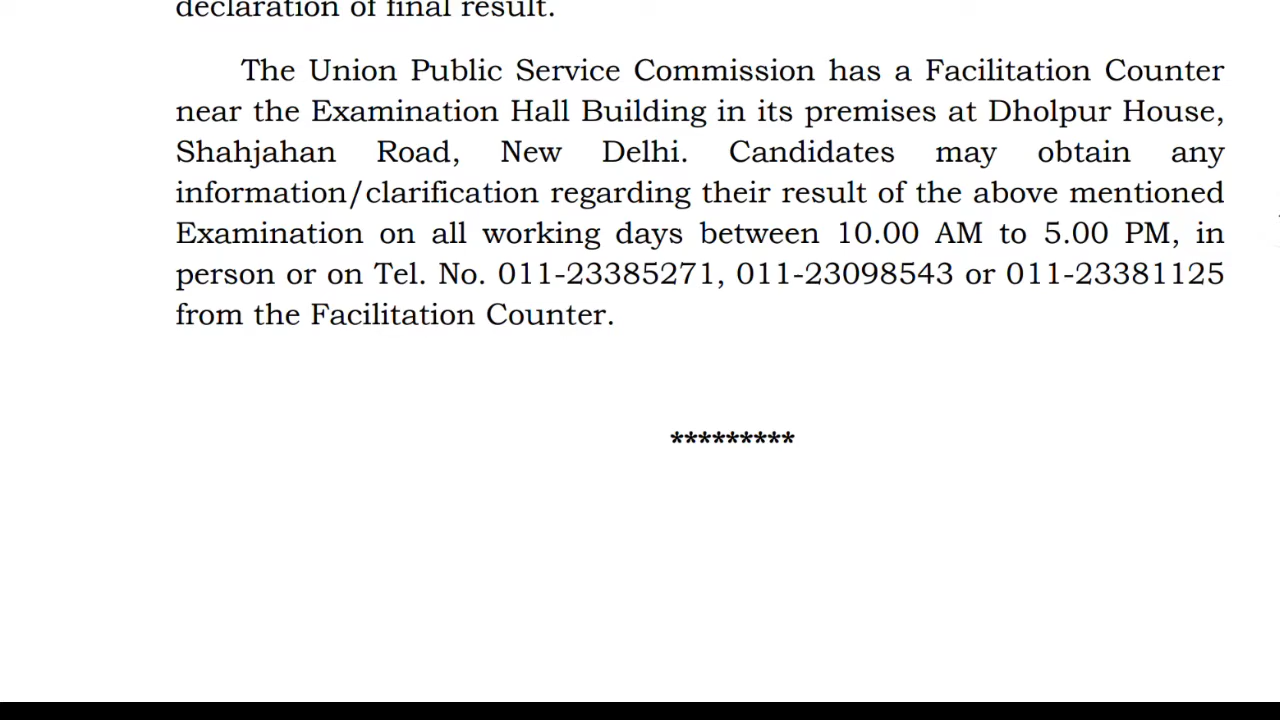 declaration of final result.
The Union Public Service Commission has a Facilitation Counter
near the Examination Hall Building in its premises at Dholpur House,
Shahjahan Road, New Delhi. Candidates may obtain any
information/clarification regarding their result of the above mentioned
Examination on all working days between 10.00 AM to 5.00 PM, in
person or on Tel. No. 011-23385271, 011-23098543 or 011-23381125
from the Facilitation Counter.
*********